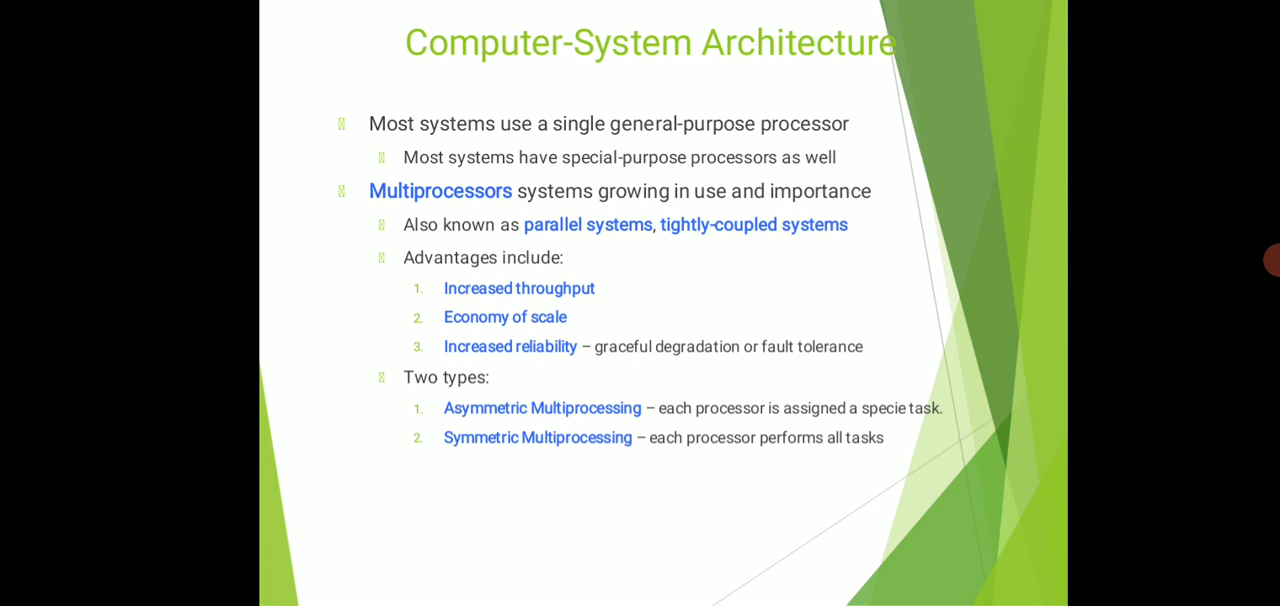 Computer-System Architecture
Most systems use a single general-purpose processor
Most systems have special-purpose processors as well
Multiprocessors systems growing in use and importance
Also known as parallel systems, tightly-coupled systems
Advantages include:
1. Increased throughput
2. Economy of scale
3. Increased reliability – graceful degradation or fault tolerance
Two types:
1. Asymmetric Multiprocessing – each processor is assigned a specie task.
2. Symmetric Multiprocessing – each processor performs all tasks